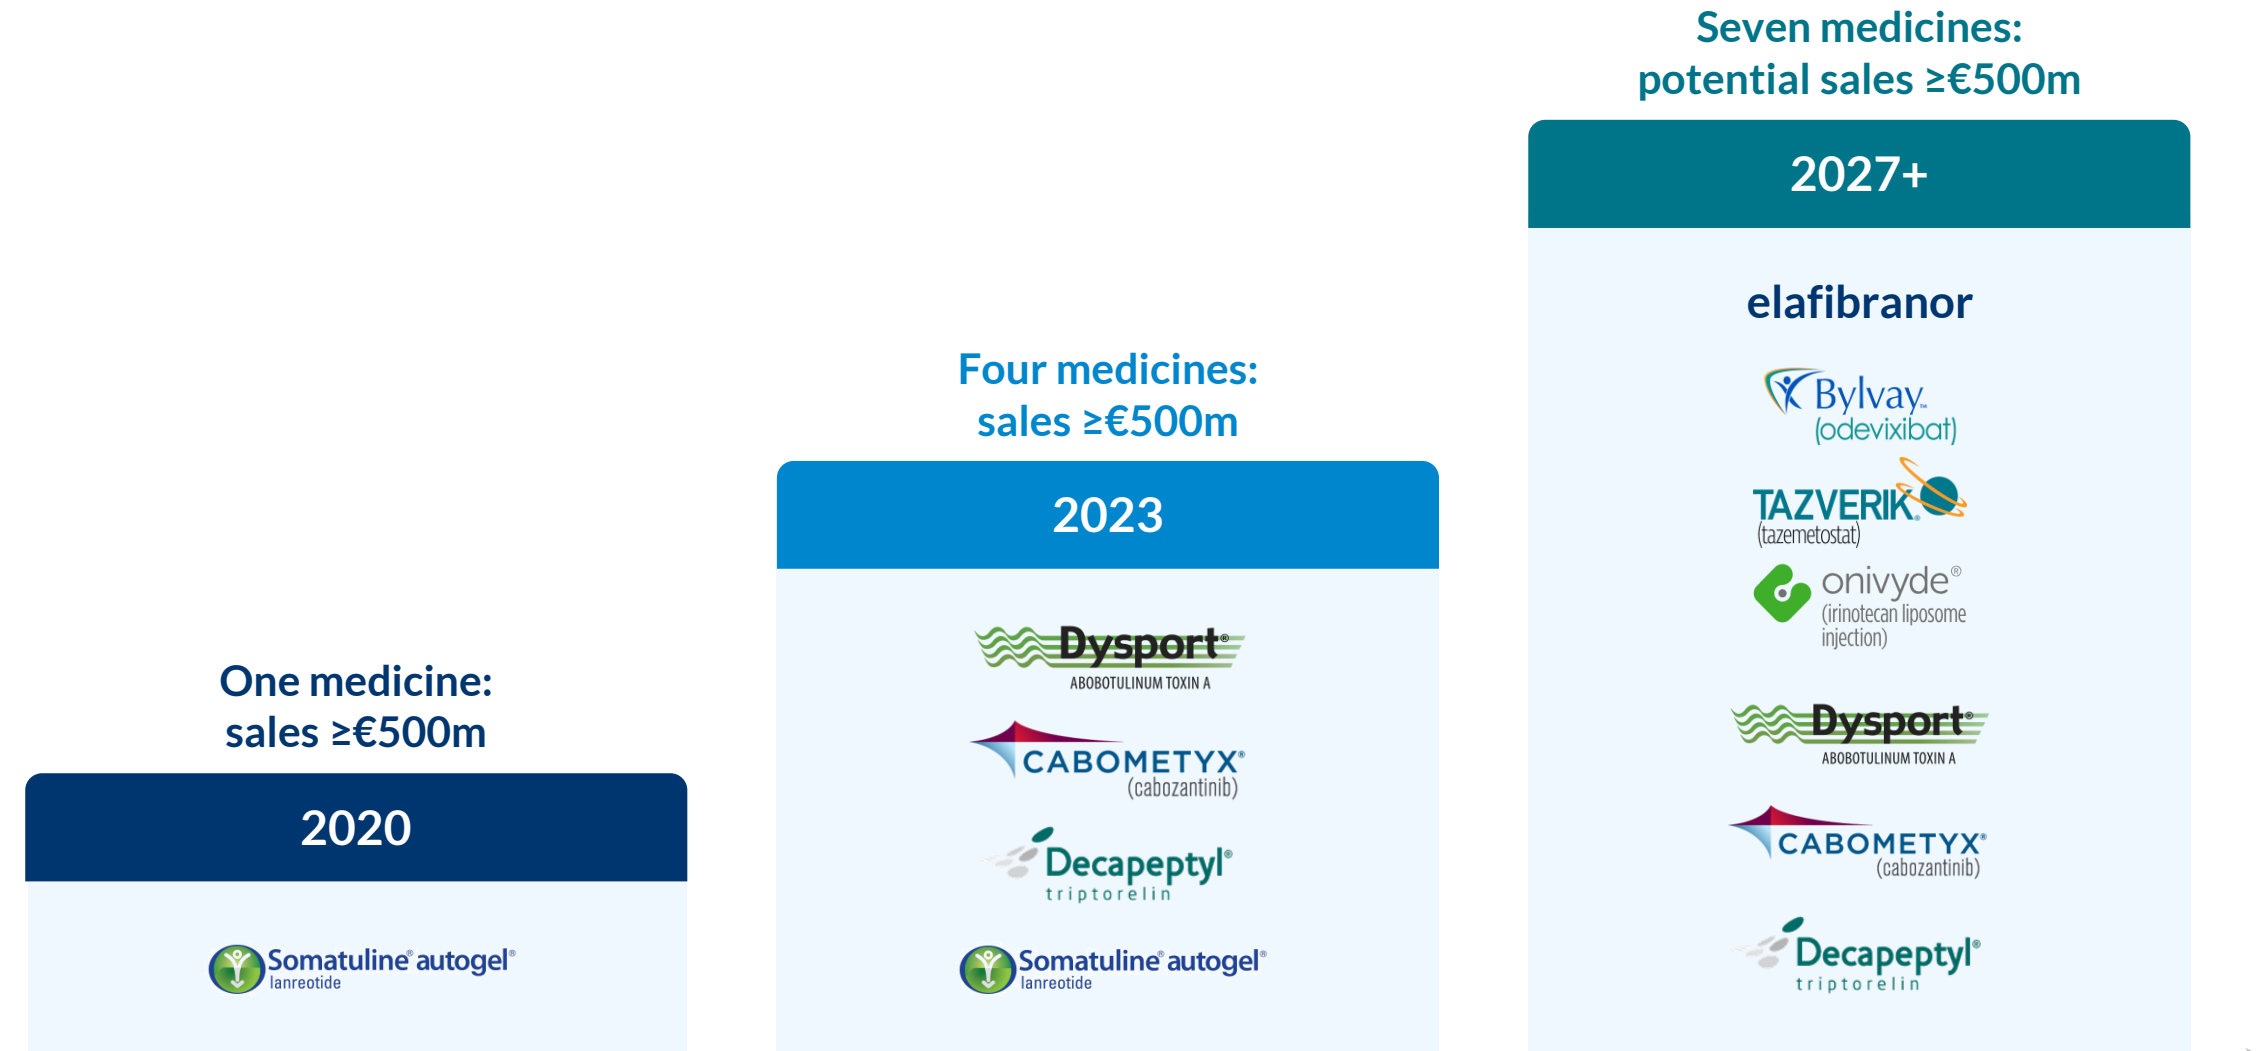 One medicine:
sales ≥€500m
2020
Somatuline® autogel®
lanreotide
Four medicines:
sales ≥€500m
2023
Dysport®
ABOBOTULINUM TOXIN A
CABOMETYX®
(cabozantinib)
Decapeptyl®
triptorelin
Somatuline® autogel®
lanreotide
Seven medicines:
potential sales ≥€500m
2027+
elafibranor
Bylvay™
(odevixibat)
TAZVERIK®
(tazemetostat)
onivyde®
(irinotecan liposome
injection)
Dysport®
ABOBOTULINUM TOXIN A
CABOMETYX®
(cabozantinib)
Decapeptyl®
triptorelin